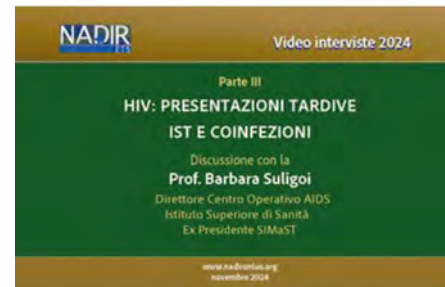 NADIR
ETS
Video interviste 2024
Parte III
HIV: PRESENTAZIONI TARDIVE
IST E COINFEZIONI
Discussione con la
Prof. Barbara Suligoi
Direttore Centro Operativo AIDS
Istituto Superiore di Sanità
Ex Presidente SIMaST
www.nadironlus.org
novembre 2024